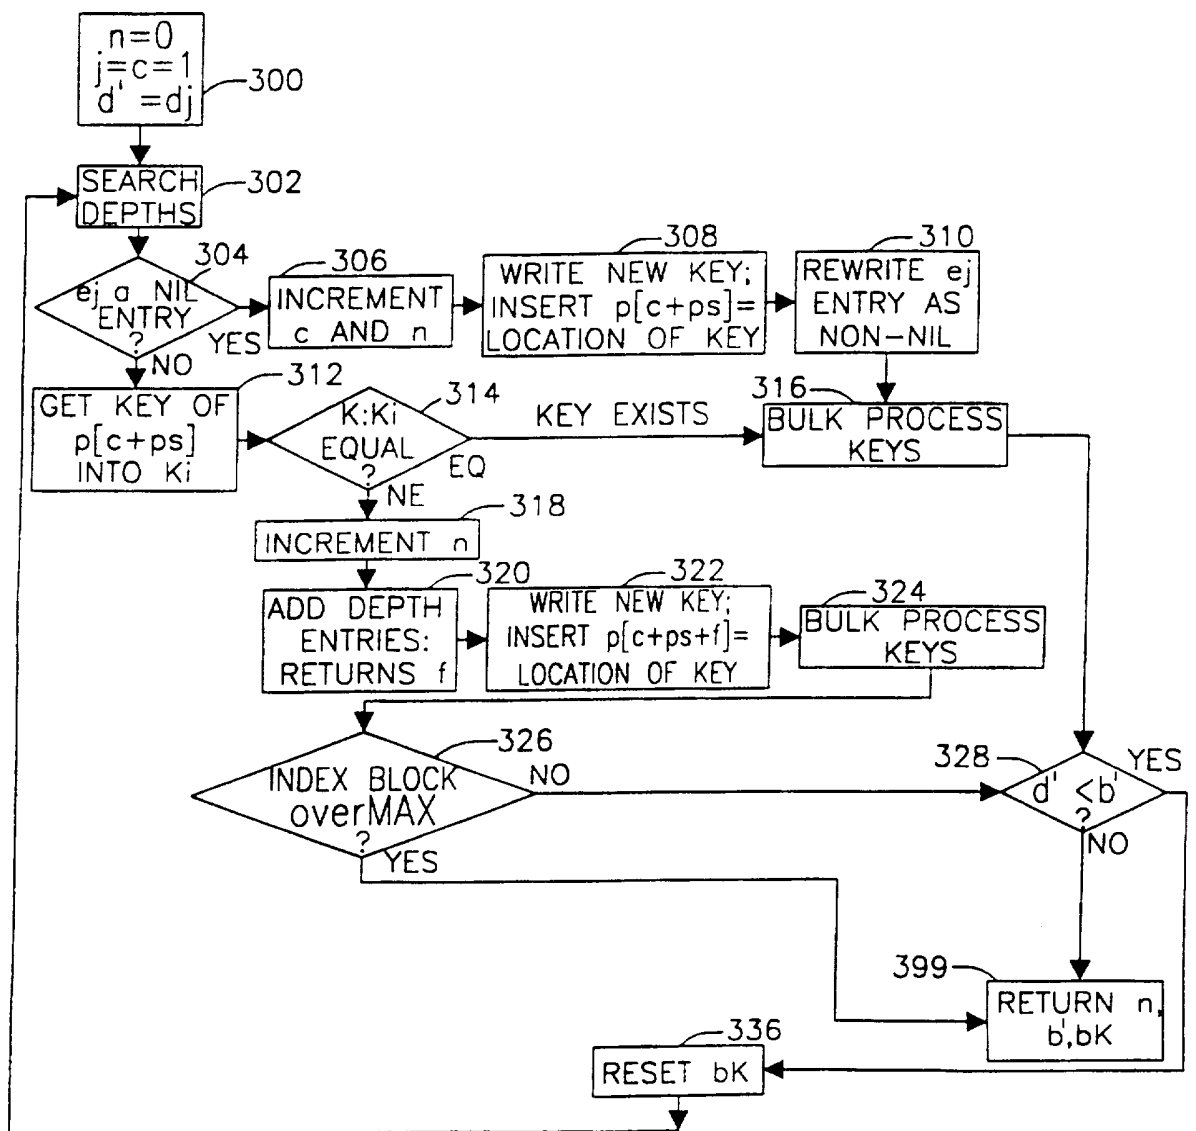 n=0
j=c=1
d' =dj
300
SEARCH
DEPTHS
302
304
ej a NIL
ENTRY
?
YES
NO
306
INCREMENT
c AND n
308
WRITE NEW KEY;
INSERT p[c+ps]=
LOCATION OF KEY
310
REWRITE ej
ENTRY AS
NON-NIL
312
GET KEY OF
p[c+ps]
INTO Ki
314
K:Ki
EQUAL
?
EQ
NE
KEY EXISTS
316
BULK PROCESS
KEYS
318
INCREMENT n
320
ADD DEPTH
ENTRIES:
RETURNS f
322
WRITE NEW KEY;
INSERT p[c+ps+f]=
LOCATION OF KEY
324
BULK PROCESS
KEYS
326
INDEX BLOCK
overMAX
?
NO
YES
328
d' <b'
?
YES
NO
399
RETURN n,
b',bK
336
RESET bK